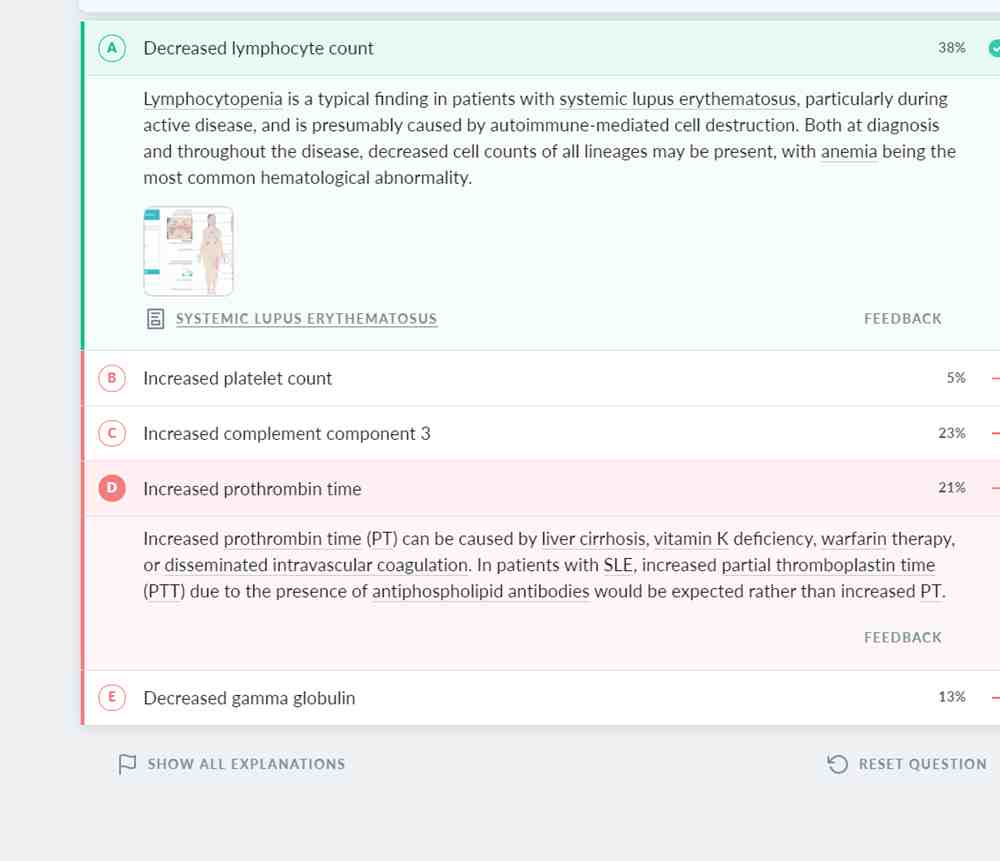 A Decreased lymphocyte count 38%
Lymphocytopenia is a typical finding in patients with systemic lupus erythematosus, particularly during
active disease, and is presumably caused by autoimmune-mediated cell destruction. Both at diagnosis
and throughout the disease, decreased cell counts of all lineages may be present, with anemia being the
most common hematological abnormality.
SYSTEMIC LUPUS ERYTHEMATOSUS FEEDBACK
B Increased platelet count 5%
C Increased complement component 3 23%
D Increased prothrombin time 21%
Increased prothrombin time (PT) can be caused by liver cirrhosis, vitamin K deficiency, warfarin therapy,
or disseminated intravascular coagulation. In patients with SLE, increased partial thromboplastin time
(PTT) due to the presence of antiphospholipid antibodies would be expected rather than increased PT.
FEEDBACK
E Decreased gamma globulin 13%
SHOW ALL EXPLANATIONS RESET QUESTION